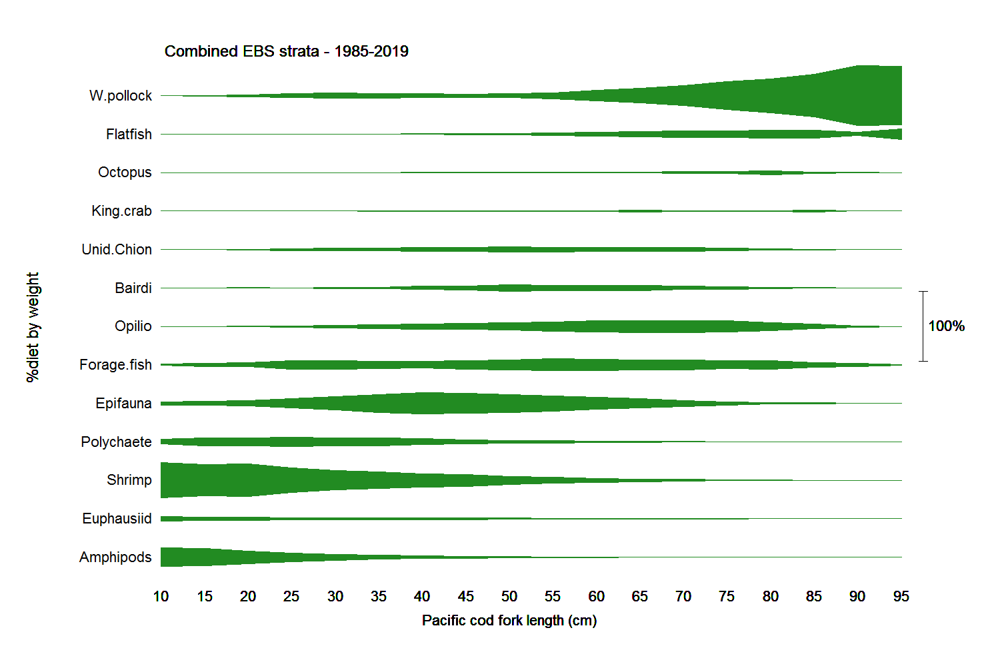 Combined EBS strata - 1985-2019
W.pollock
Flatfish
Octopus
King.crab
Unid.Chion
Bairdi
Opilio
Forage.fish
Epifauna
Polychaete
Shrimp
Euphausiid
Amphipods
%diet by weight
100%
10 15 20 25 30 35 40 45 50 55 60 65 70 75 80 85 90 95
Pacific cod fork length (cm)